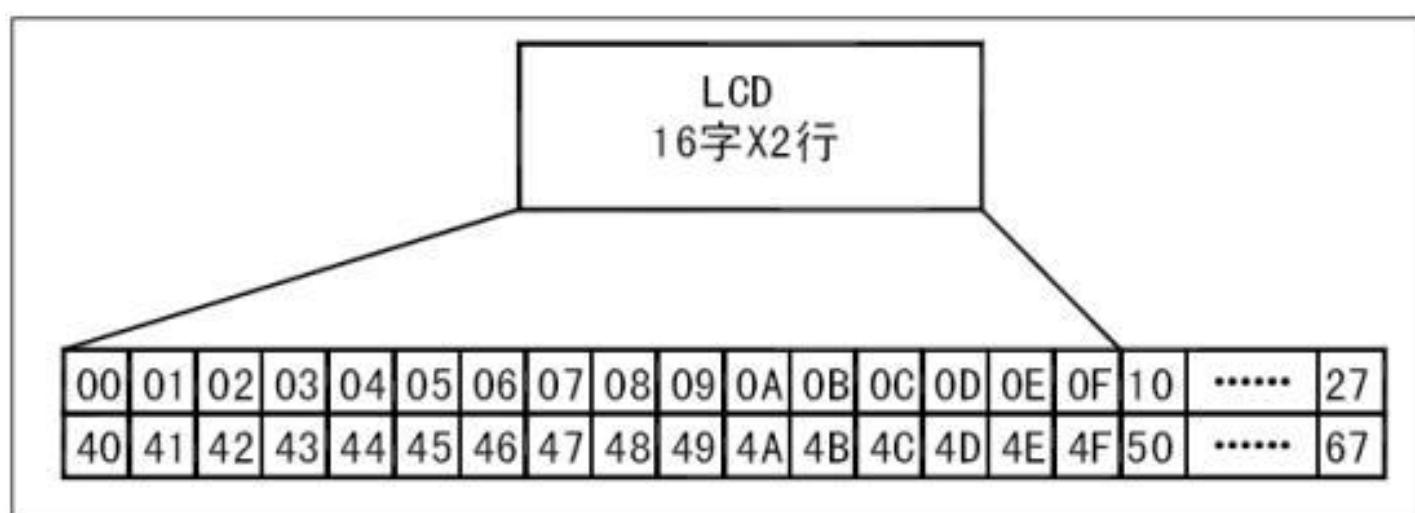 LCD
16字X2行
00 01 02 03 04 05 06 07 08 09 0A 0B 0C 0D 0E 0F 10 ······ 27
40 41 42 43 44 45 46 47 48 49 4A 4B 4C 4D 4E 4F 50 ······ 67